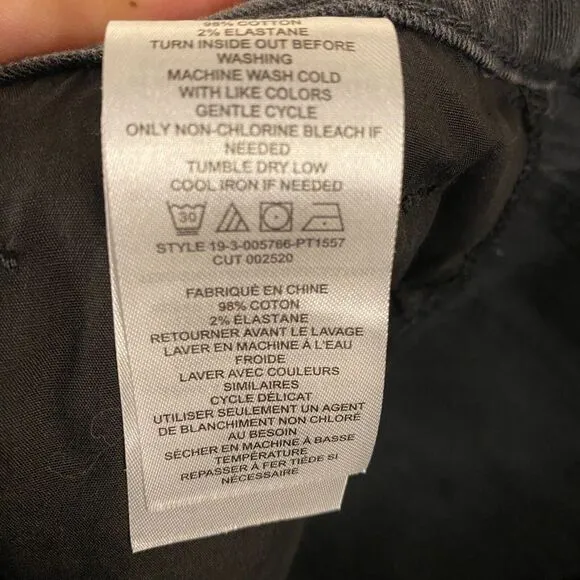 98% COTTON
2% ELASTANE
TURN INSIDE OUT BEFORE
WASHING
MACHINE WASH COLD
WITH LIKE COLORS
GENTLE CYCLE
ONLY NON-CHLORINE BLEACH IF
NEEDED
TUMBLE DRY LOW
COOL IRON IF NEEDED
30
STYLE 19-3-005766-PT1557
CUT 002520
FABRIQUÉ EN CHINE
98% COTON
2% ÉLASTANE
RETOURNER AVANT LE LAVAGE
LAVER EN MACHINE À L'EAU
FROIDE
LAVER AVEC COULEURS
SIMILAIRES
CYCLE DÉLICAT
UTILISER SEULEMENT UN AGENT
DE BLANCHIMENT NON CHLORÉ
AU BESOIN
SÉCHER EN MACHINE À BASSE
TEMPÉRATURE
REPASSER À FER TIÈDE SI
NÉCESSAIRE